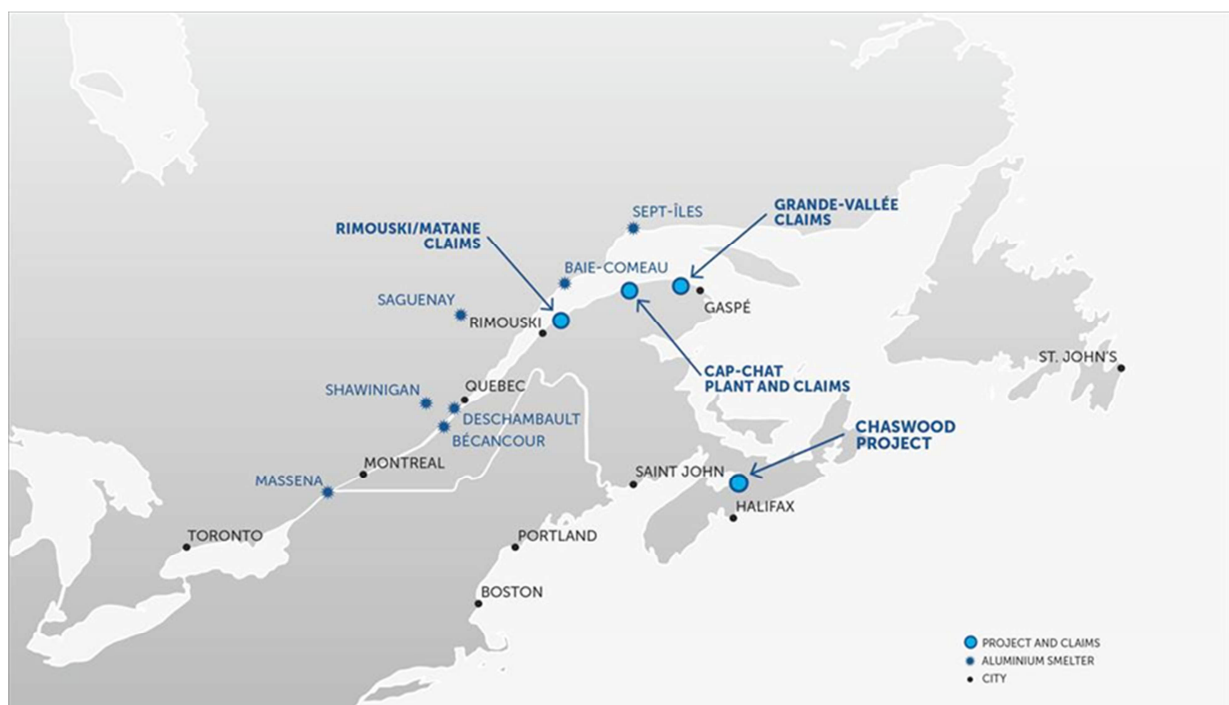 SEPT-ÎLES
GRANDE-VALLÉE
CLAIMS
RIMOUSKI/MATANE
CLAIMS
BAIE-COMEAU
SAGUENAY
RIMOUSKI
GASPÉ
ST. JOHN'S
CAP-CHAT
PLANT AND CLAIMS
SHAWINIGAN
QUEBEC
DESCHAMBAULT
BÉCANCOUR
CHASWOOD
PROJECT
MONTREAL
SAINT JOHN
MASSENA
HALIFAX
TORONTO
PORTLAND
BOSTON
PROJECT AND CLAIMS
ALUMINIUM SMELTER
CITY